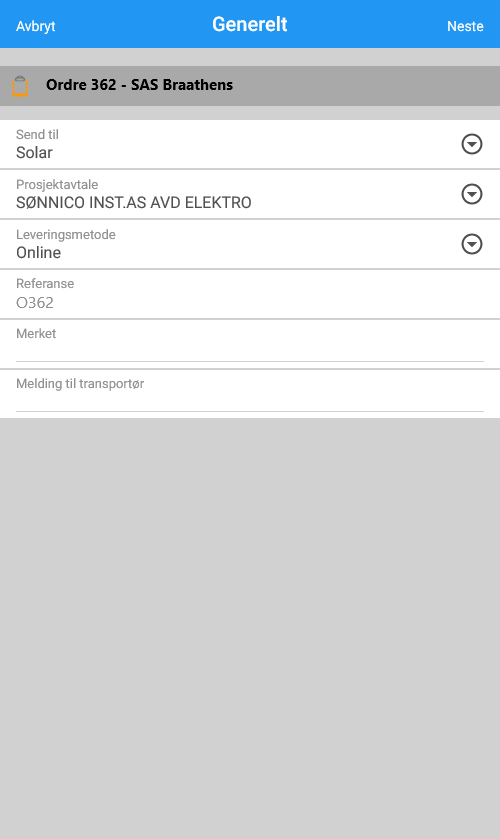 Avbryt Generelt Neste
Ordre 362 - SAS Braathens
Send til
Solar
Prosjektavtale
SØNNICO INST.AS AVD ELEKTRO
Leveringsmetode
Online
Referanse
O362
Merket
Melding til transportør